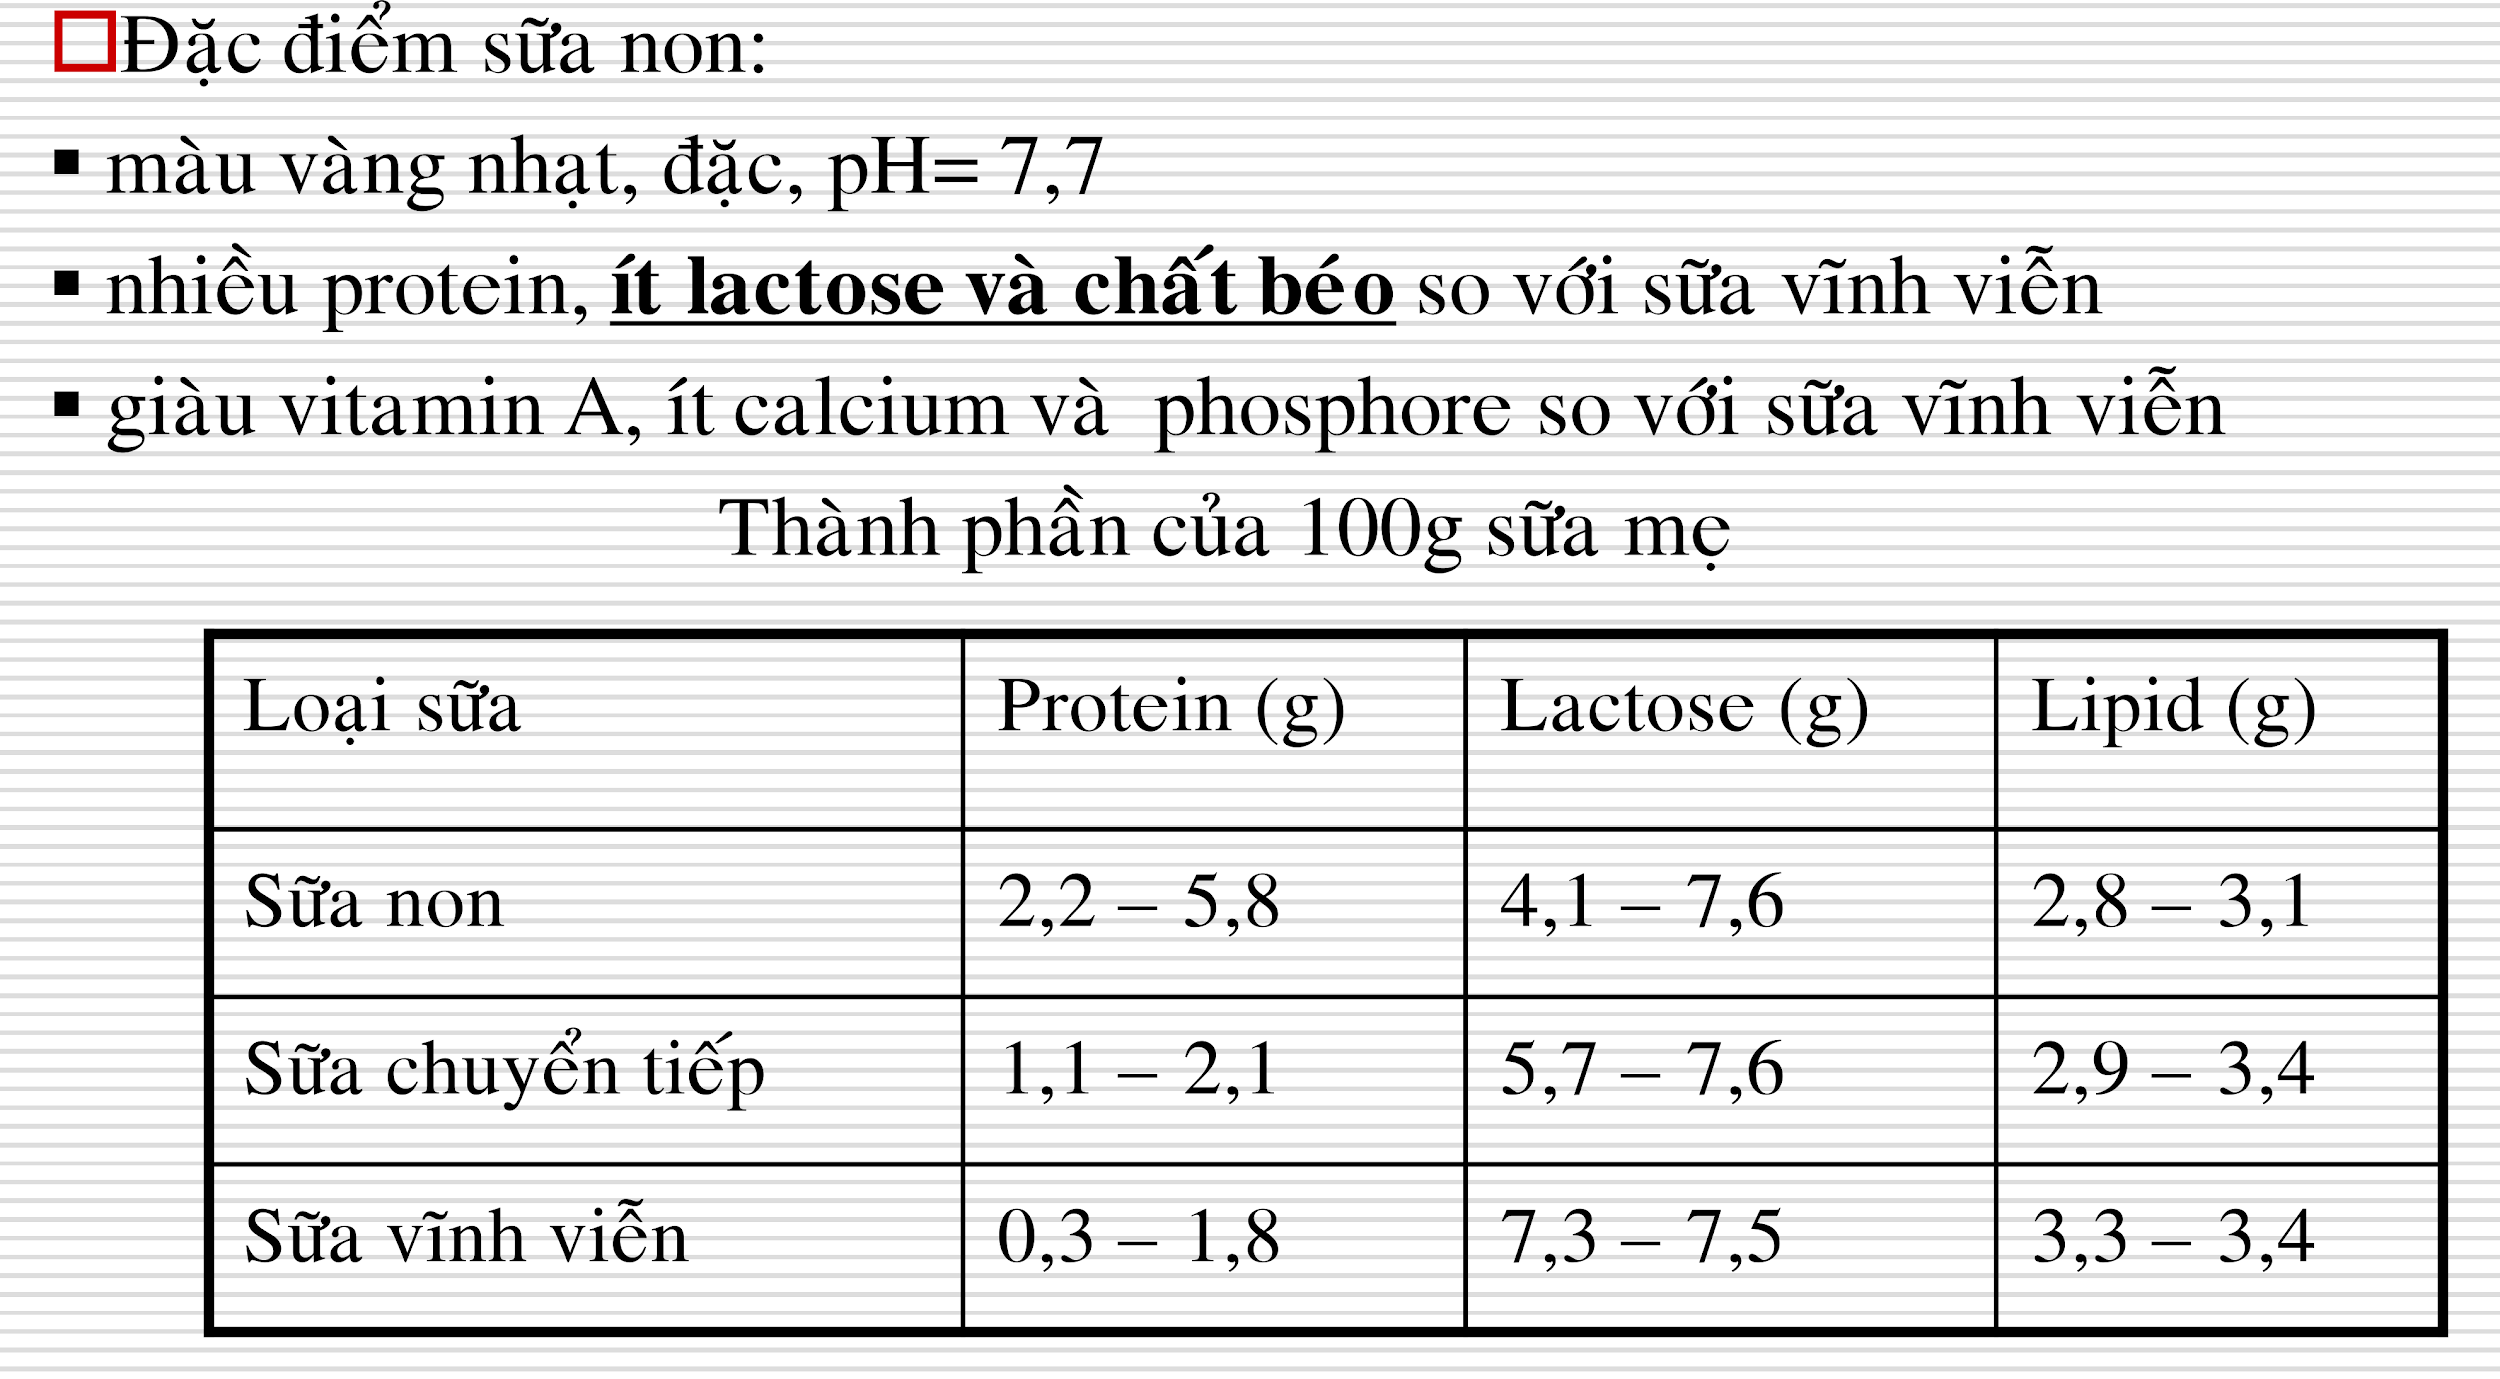 Đặc điểm sữa non:
▪ màu vàng nhạt, đặc, pH= 7,7
▪ nhiều protein, ít lactose và chất béo so với sữa vĩnh viễn
▪ giàu vitamin A, ít calcium và phosphore so với sữa vĩnh viễn
Thành phần của 100g sữa mẹ
Loại sữa Protein (g) Lactose (g) Lipid (g)
Sữa non 2,2 – 5,8 4,1 – 7,6 2,8 – 3,1
Sữa chuyển tiếp 1,1 – 2,1 5,7 – 7,6 2,9 – 3,4
Sữa vĩnh viễn 0,3 – 1,8 7,3 – 7,5 3,3 – 3,4